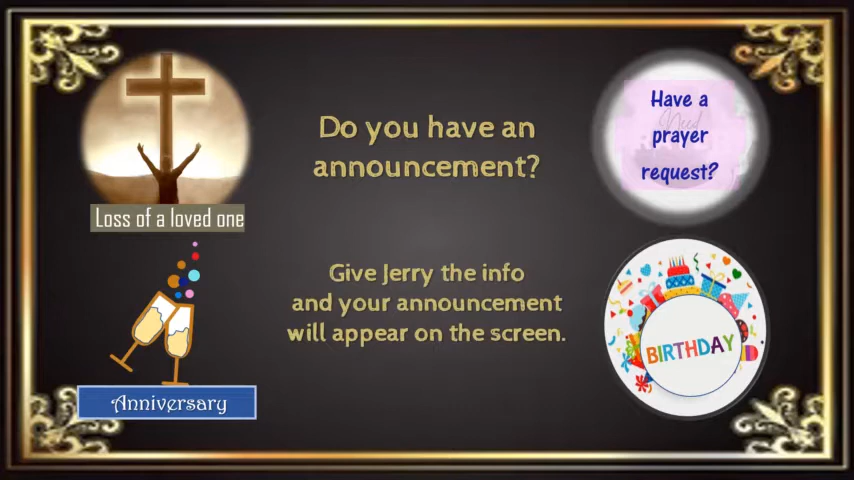 Do you have an
announcement?
Give Jerry the info
and your announcement
will appear on the screen.
Loss of a loved one
Anniversary
Have a
Need
prayer
request?
BIRTHDAY